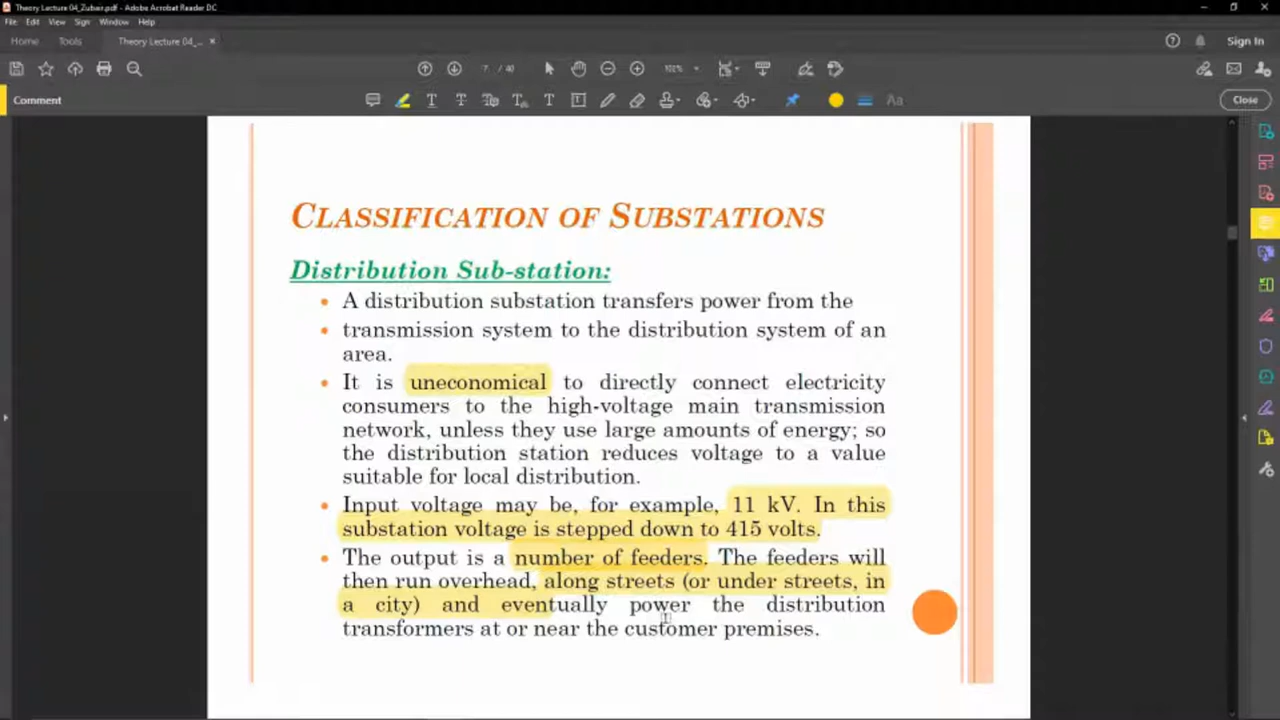 Theory Lecture 04_Zubair.pdf - Adobe Acrobat Reader DC
File Edit View Sign Window Help
Home Tools Theory Lecture 04_... × Sign In
7 / 40 102%
Comment Close
CLASSIFICATION OF SUBSTATIONS
Distribution Sub-station:
• A distribution substation transfers power from the
• transmission system to the distribution system of an
area.
• It is uneconomical to directly connect electricity
consumers to the high-voltage main transmission
network, unless they use large amounts of energy; so
the distribution station reduces voltage to a value
suitable for local distribution.
• Input voltage may be, for example, 11 kV. In this
substation voltage is stepped down to 415 volts.
• The output is a number of feeders. The feeders will
then run overhead, along streets (or under streets, in
a city) and eventually power the distribution
transformers at or near the customer premises.